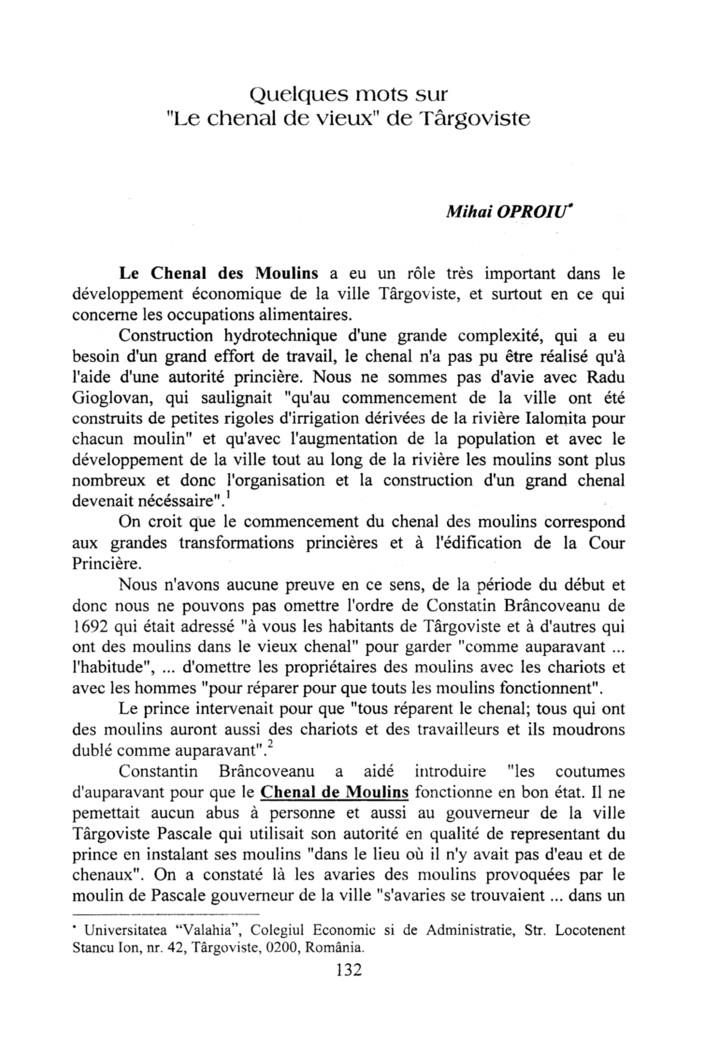 Quelques mots sur
"Le chenal de vieux" de Târgoviste
Mihai OPROIU*
Le Chenal des Moulins a eu un rôle très important dans le
développement économique de la ville Târgoviste, et surtout en ce qui
concerne les occupations alimentaires.
Construction hydrotechnique d'une grande complexité, qui a eu
besoin d'un grand effort de travail, le chenal n'a pas pu être réalisé qu'à
l'aide d'une autorité princière. Nous ne sommes pas d'avie avec Radu
Gioglovan, qui saulignait "qu'au commencement de la ville ont été
construits de petites rigoles d'irrigation dérivées de la rivière Ialomita pour
chacun moulin" et qu'avec l'augmentation de la population et avec le
développement de la ville tout au long de la rivière les moulins sont plus
nombreux et donc l'organisation et la construction d'un grand chenal
devenait nécéssaire".1
On croit que le commencement du chenal des moulins correspond
aux grandes transformations princières et à l'édification de la Cour
Princière.
Nous n'avons aucune preuve en ce sens, de la période du début et
donc nous ne pouvons pas omettre l'ordre de Constatin Brâncoveanu de
1692 qui était adressé "à vous les habitants de Târgoviste et à d'autres qui
ont des moulins dans le vieux chenal" pour garder "comme auparavant ...
l'habitude", ... d'omettre les propriétaires des moulins avec les chariots et
avec les hommes "pour réparer pour que touts les moulins fonctionnent".
Le prince intervenait pour que "tous réparent le chenal; tous qui ont
des moulins auront aussi des chariots et des travailleurs et ils moudrons
dublé comme auparavant".2
Constantin Brâncoveanu a aidé introduire "les coutumes
d'auparavant pour que le Chenal de Moulins fonctionne en bon état. Il ne
pemettait aucun abus à personne et aussi au gouverneur de la ville
Târgoviste Pascale qui utilisait son autorité en qualité de representant du
prince en instalant ses moulins "dans le lieu où il n'y avait pas d'eau et de
chenaux". On a constaté là les avaries des moulins provoquées par le
moulin de Pascale gouverneur de la ville "s'avaries se trouvaient ... dans un
* Universitatea “Valahia”, Colegiul Economic si de Administratie, Str. Locotenent
Stancu Ion, nr. 42, Târgoviste, 0200, România.
132